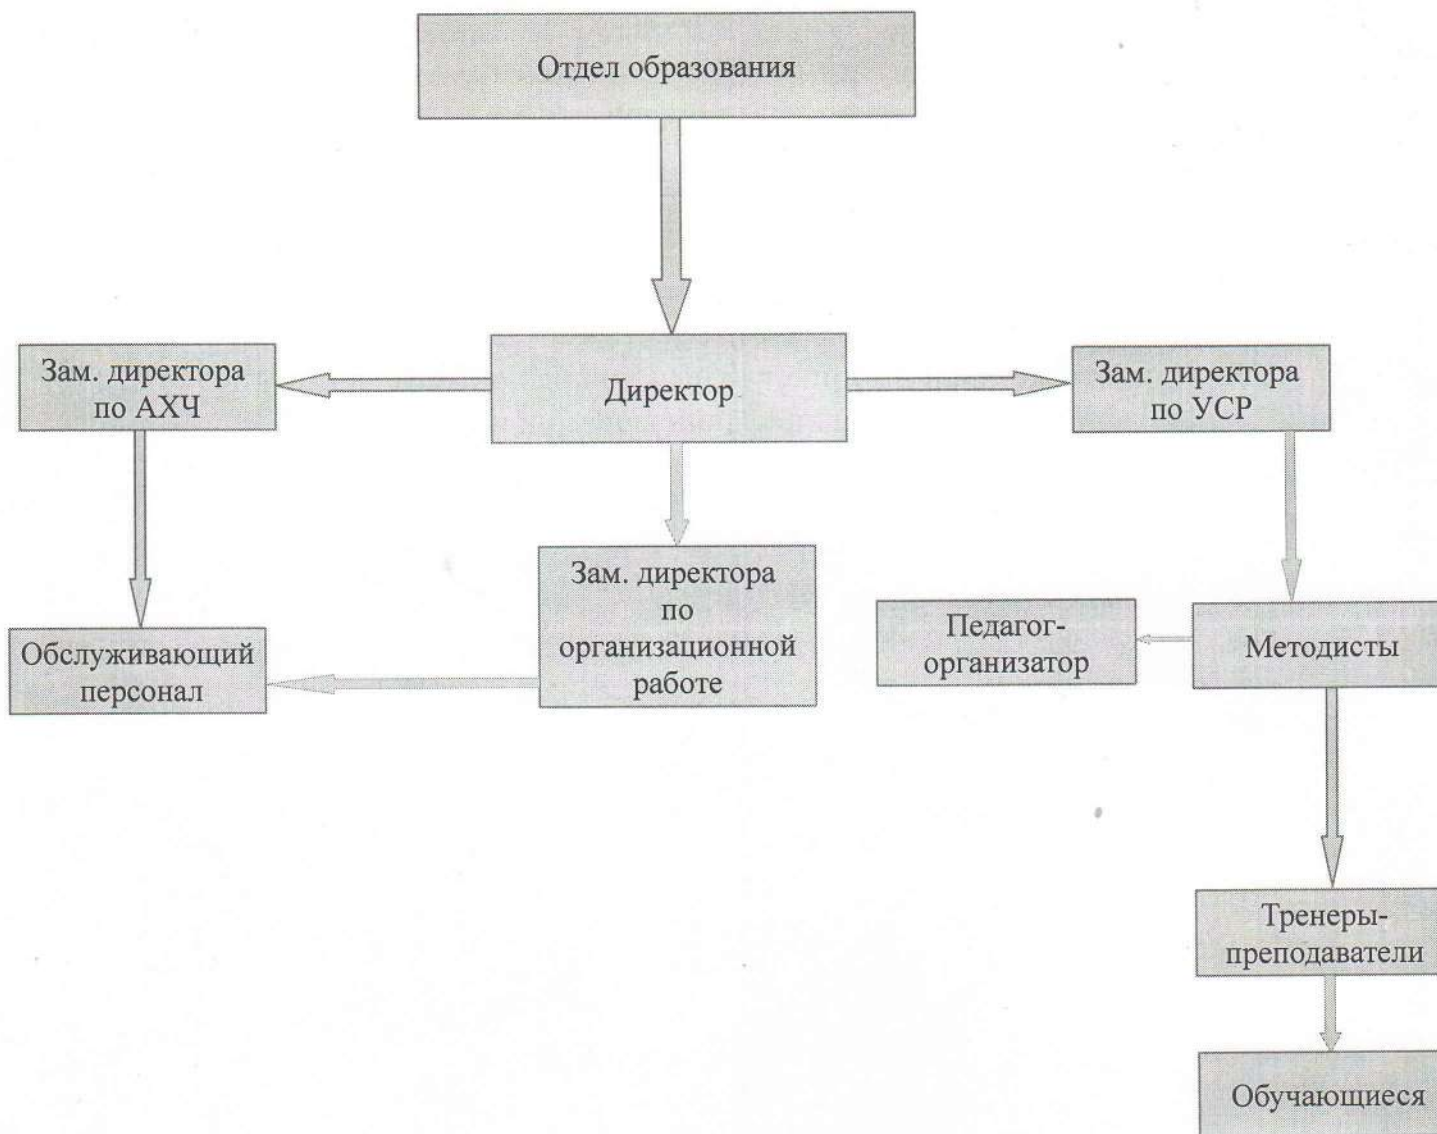 Отдел образования
Зам. директора
по АХЧ
Директор
Зам. директора
по УСР
Зам. директора
по
организационной
работе
Обслуживающий
персонал
Педагог-
организатор
Методисты
Тренеры-
преподаватели
Обучающиеся